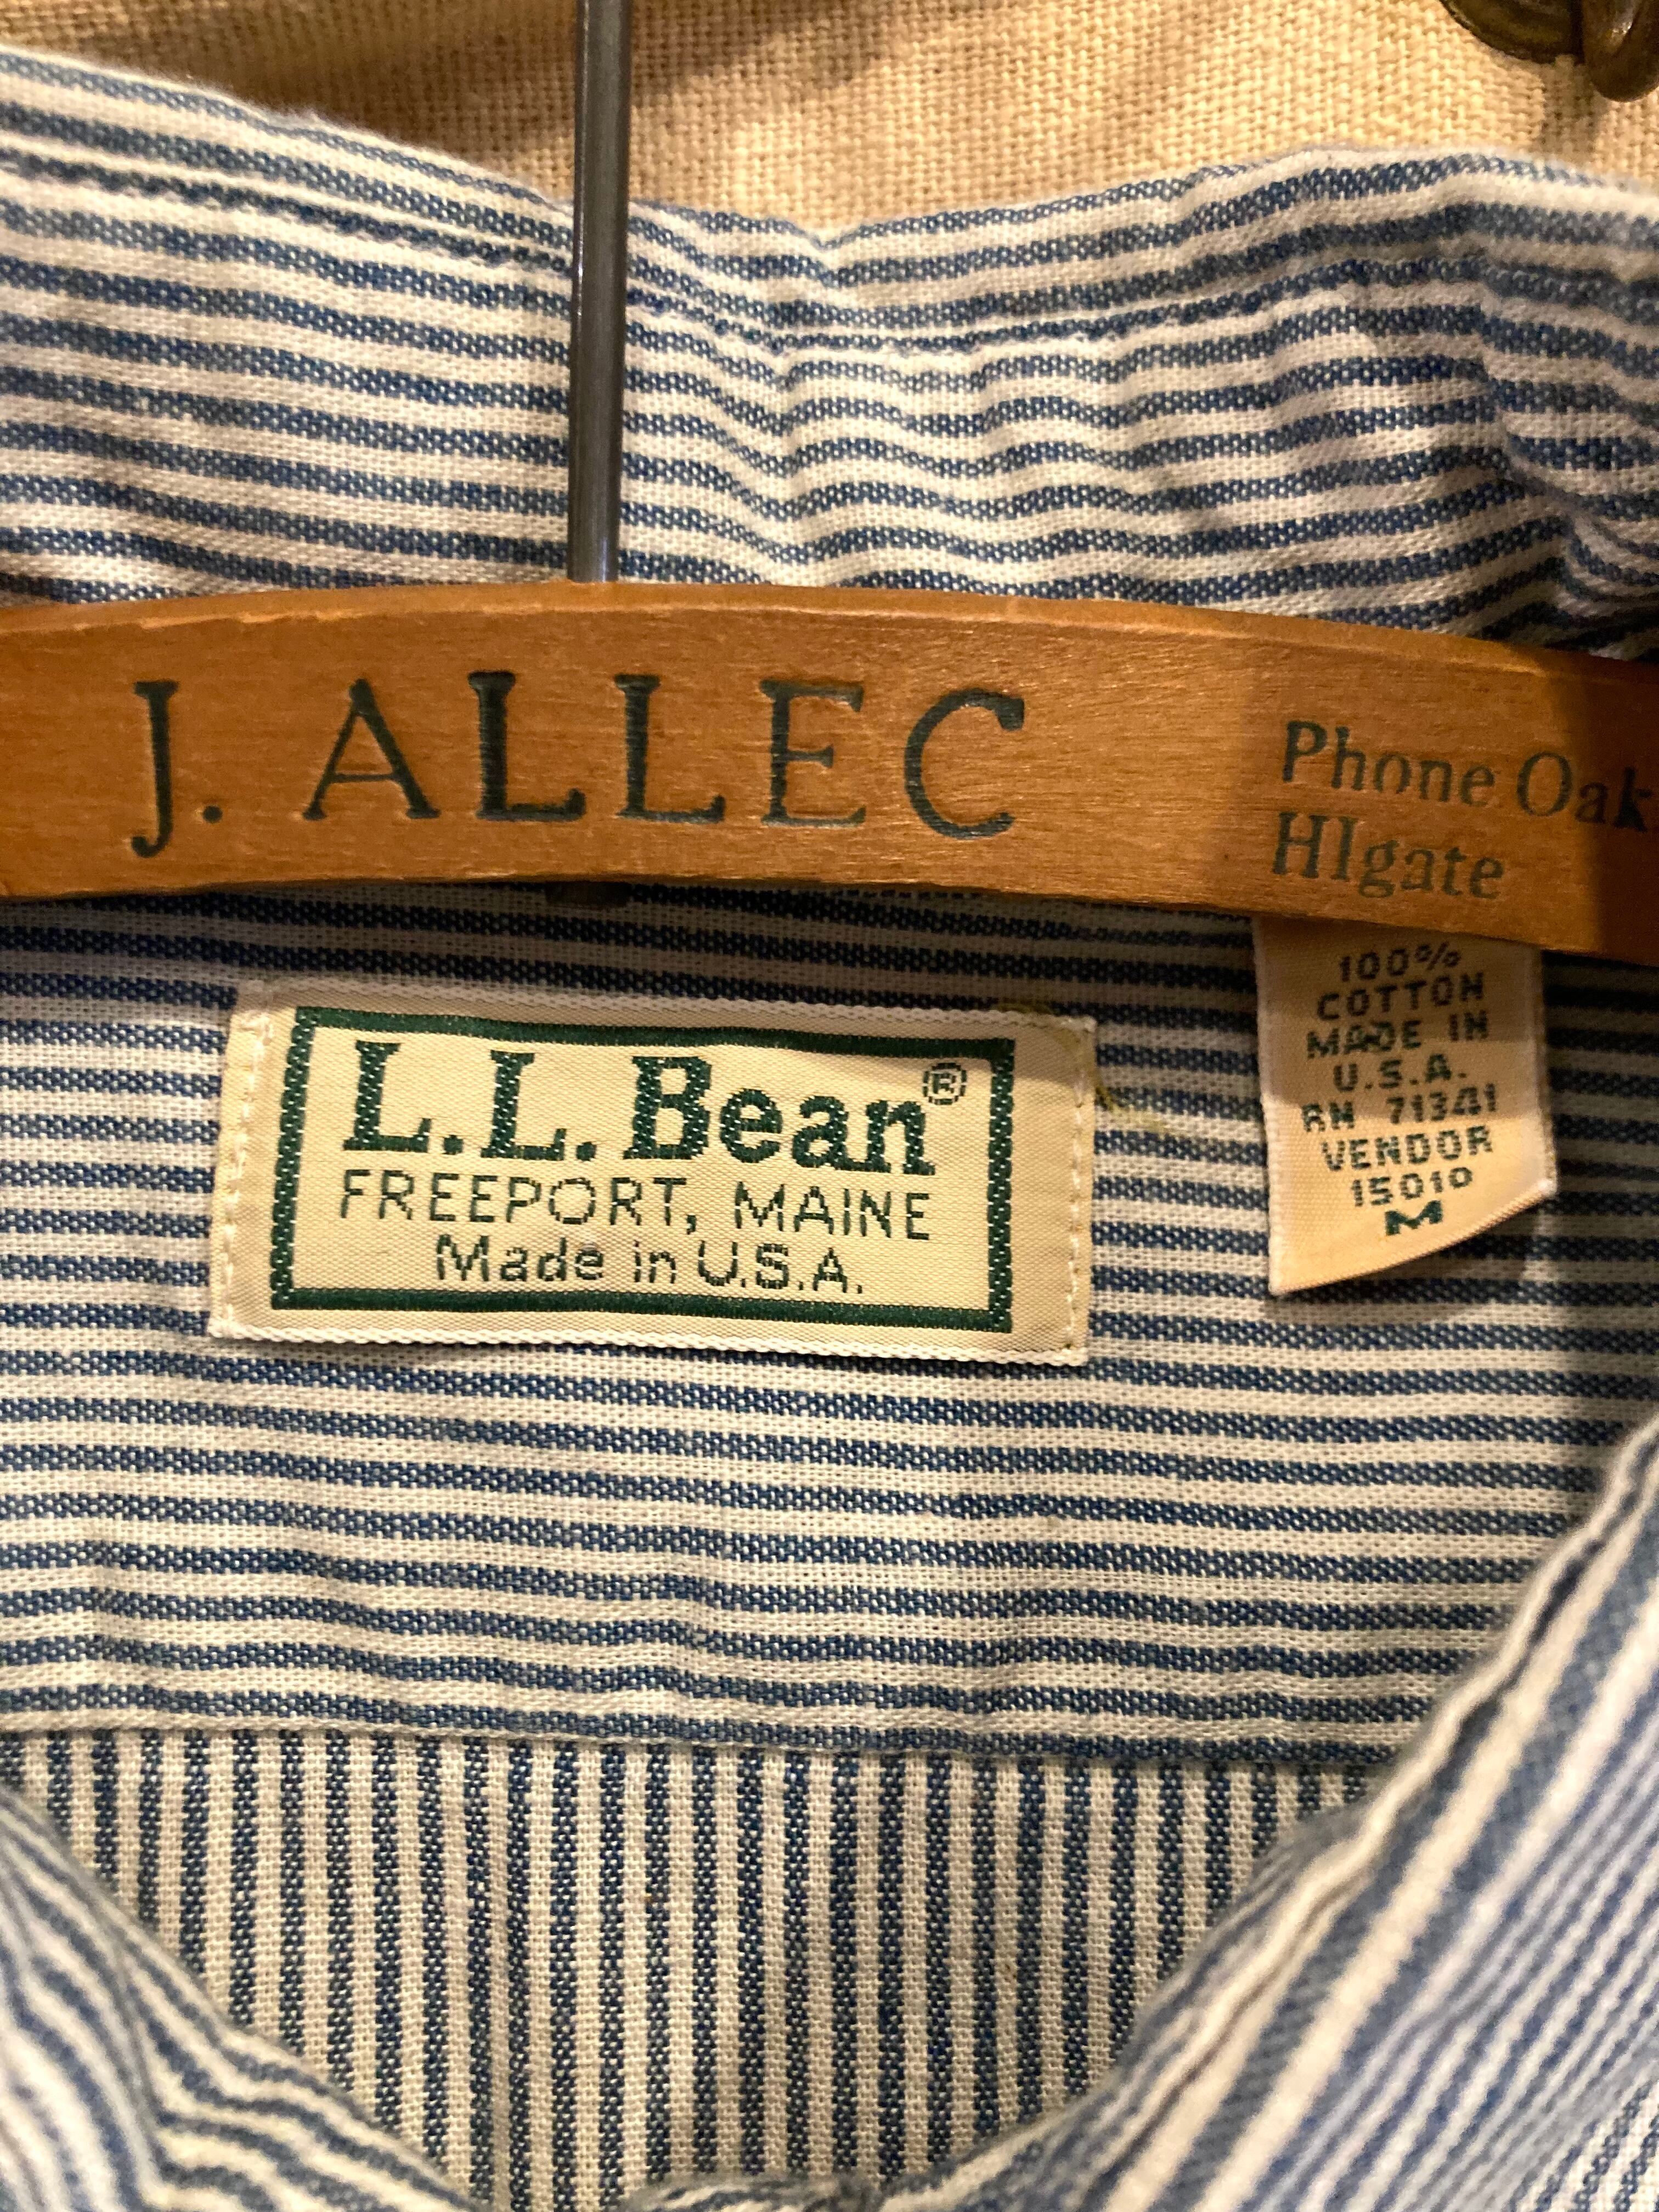 J. ALLEC
Phone Oak
HIgate
L.L.Bean®
FREEPORT, MAINE
Made in U.S.A.
100%
COTTON
MADE IN
U.S.A.
RN 71341
VENDOR
15010
M